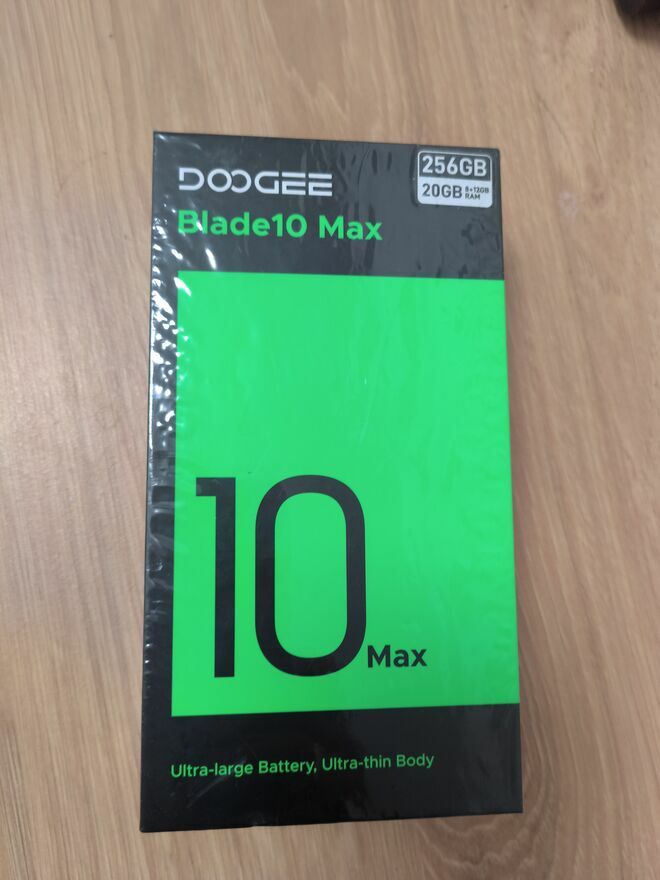 DOOGEE
Blade10 Max
256GB
20GB 8+12GB RAM
10 Max
Ultra-large Battery, Ultra-thin Body